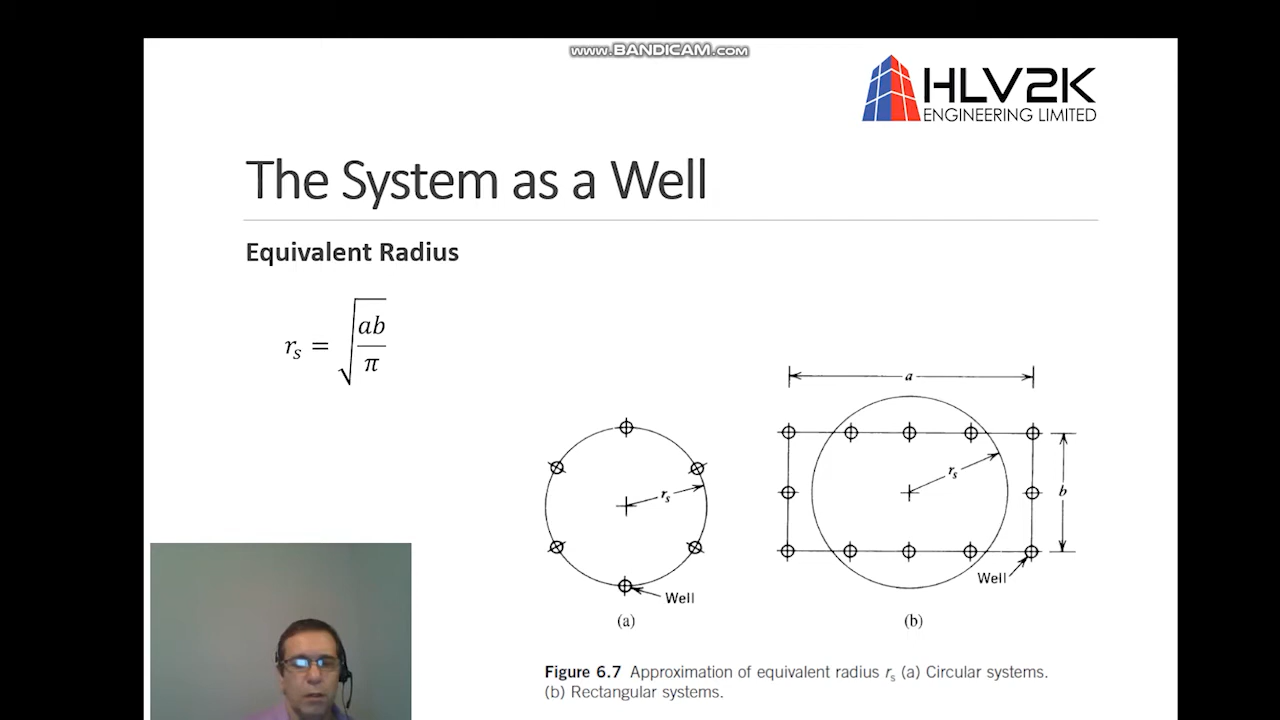 www.BANDICAM.com
HLV2K
ENGINEERING LIMITED
The System as a Well
Equivalent Radius
r_s = √(ab/π)
a
r_s
r_s
b
Well
Well
(a)
(b)
Figure 6.7 Approximation of equivalent radius r_s (a) Circular systems.
(b) Rectangular systems.